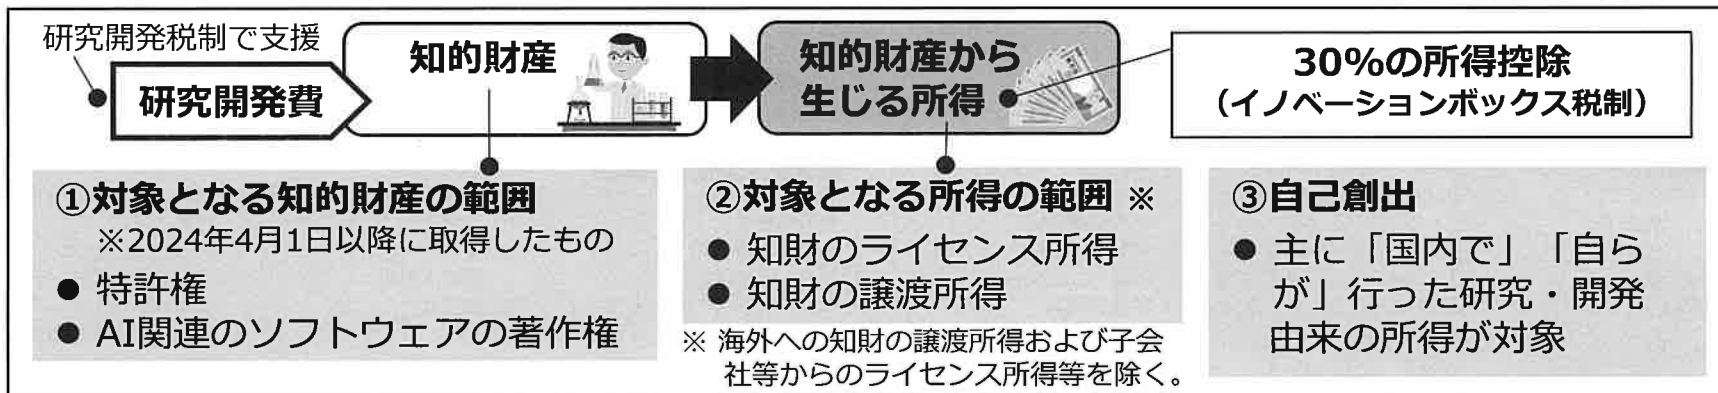 研究開発税制で支援
研究開発費
知的財産
知的財産から
生じる所得
30%の所得控除
(イノベーションボックス税制)
①対象となる知的財産の範囲
※2024年4月1日以降に取得したもの
● 特許権
● AI関連のソフトウェアの著作権
②対象となる所得の範囲 ※
● 知財のライセンス所得
● 知財の譲渡所得
※ 海外への知財の譲渡所得および子会
社等からのライセンス所得等を除く。
③自己創出
● 主に「国内で」「自ら
が」行った研究・開発
由来の所得が対象